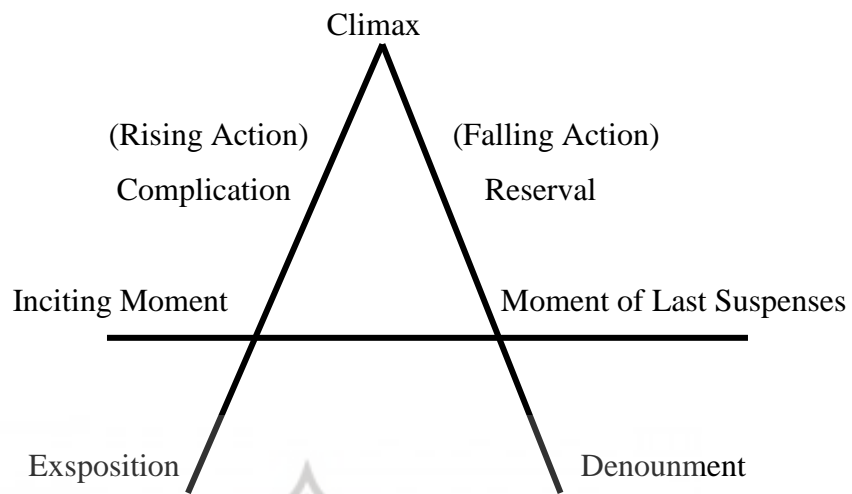 Climax
(Rising Action) (Falling Action)
Complication Reserval
Inciting Moment Moment of Last Suspenses
Exsposition Denounment